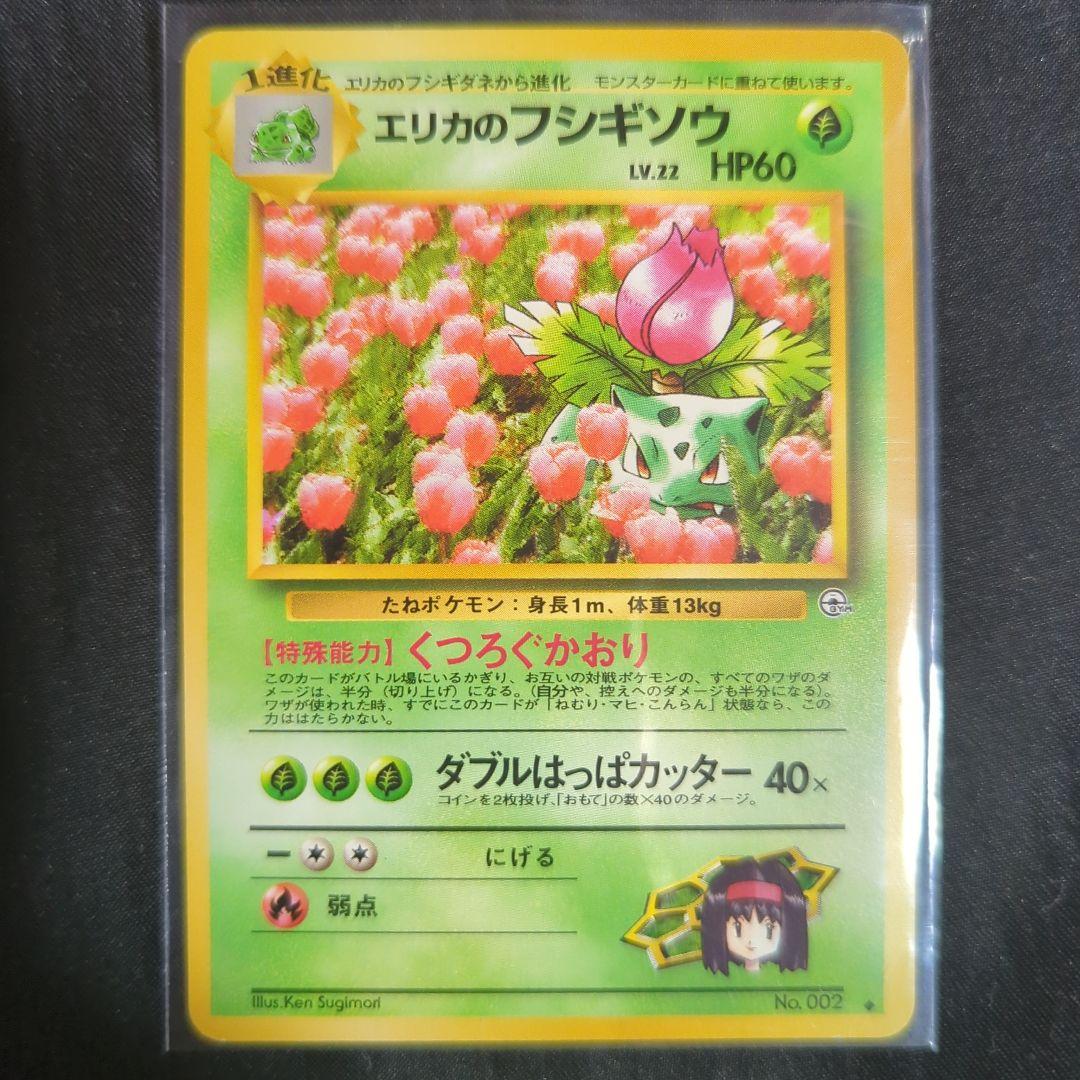 1進化 エリカのフシギダネから進化 モンスターカードに重ねて使います。
エリカのフシギソウ
LV.22 HP60
たねポケモン：身長1m、体重13kg
GYM
【特殊能力】くつろぐかおり
このカードがバトル場にいるかぎり、お互いの対戦ポケモンの、すべてのワザのダ
メージは、半分（切り上げ）になる。（自分や、控えへのダメージも半分になる）。
ワザが使われた時、すでにこのカードが「ねむり・マヒ・こんらん」状態なら、この
力ははたらかない。
ダブルはっぱカッター 40×
コインを2枚投げ、「おもて」の数×40のダメージ。
ー にげる
弱点
Illus. Ken Sugimori No. 002 ◆